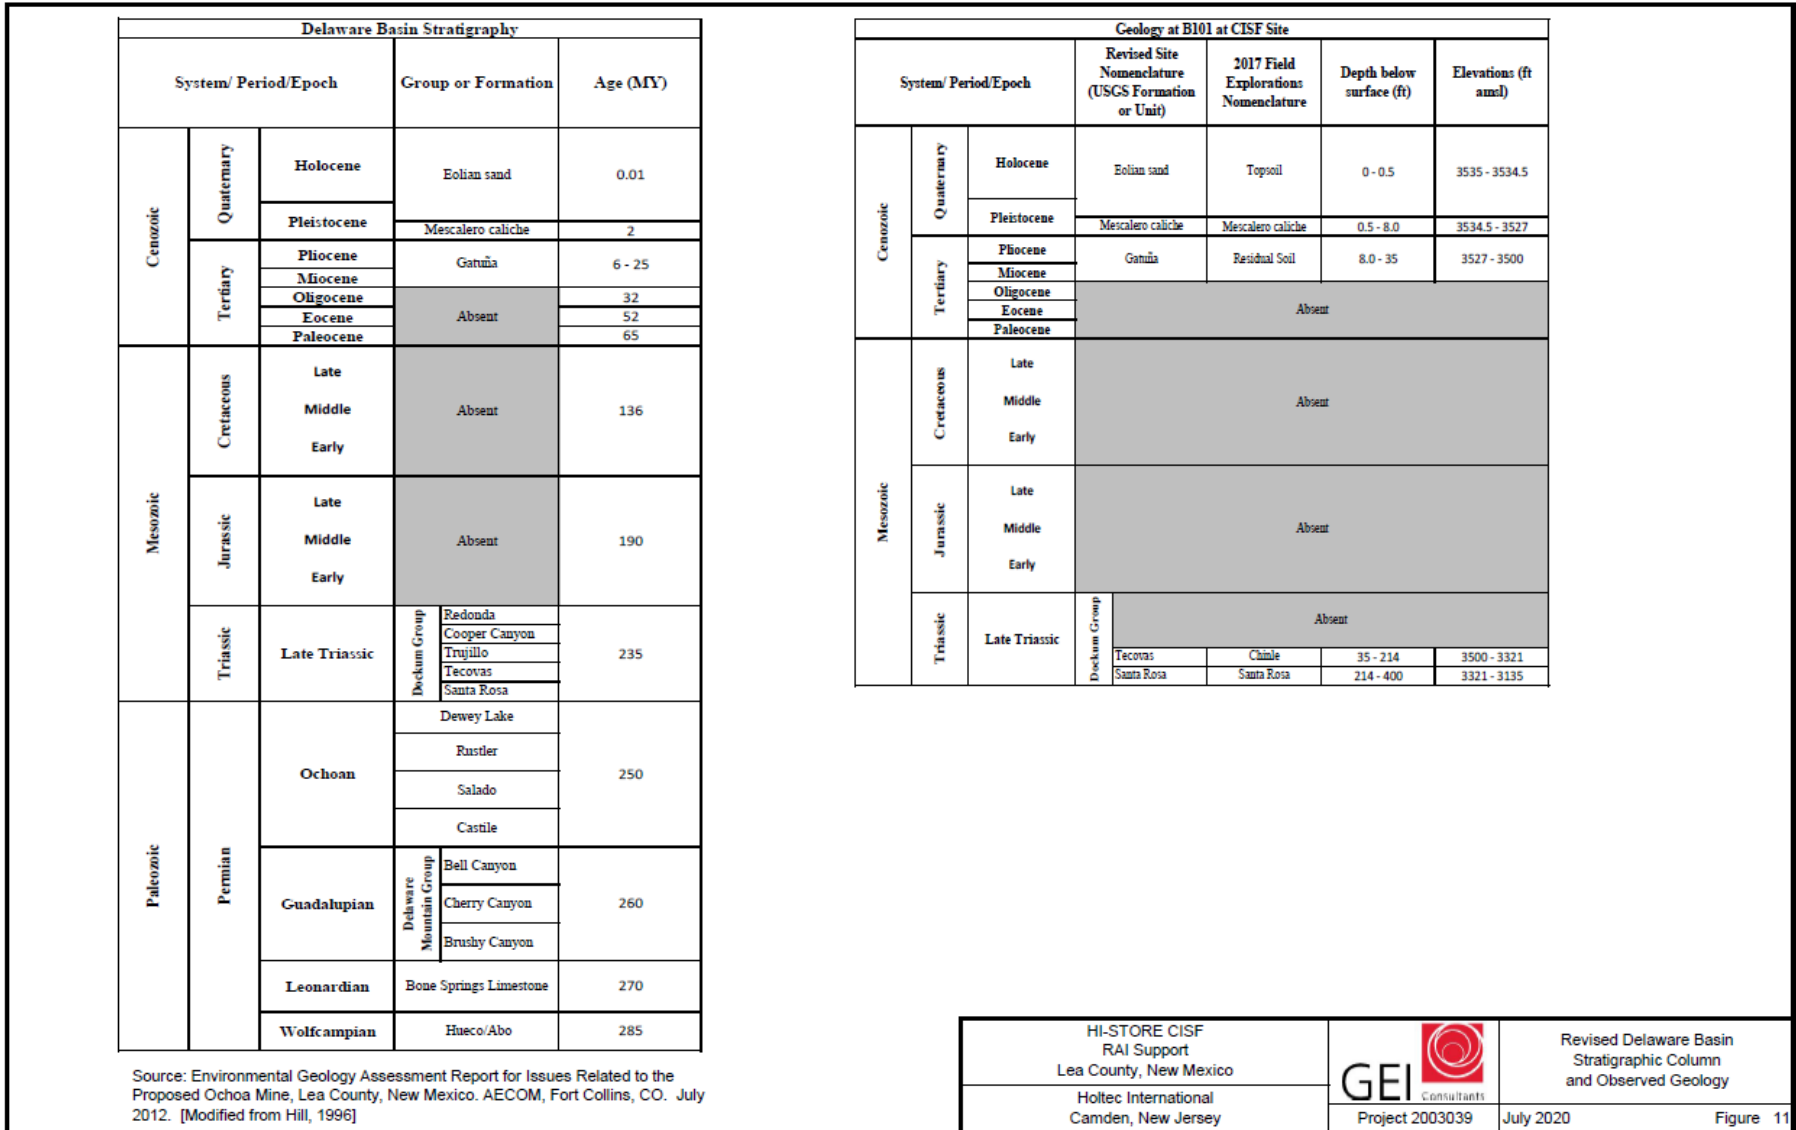 Delaware Basin Stratigraphy
System/ Period/Epoch
Group or Formation
Age (MY)
Cenozoic
Quaternary
Holocene
Eolian sand
0.01
Pleistocene
Mescalero caliche
2
Tertiary
Pliocene
Gatuña
6 - 25
Miocene
Oligocene
Absent
32
Eocene
52
Paleocene
65
Mesozoic
Cretaceous
Late
Middle
Early
Absent
136
Jurassic
Late
Middle
Early
Absent
190
Triassic
Late Triassic
Dockum Group
Redonda
Cooper Canyon
Trujillo
Tecovas
Santa Rosa
235
Paleozoic
Permian
Ochoan
Dewey Lake
Rustler
Salado
Castile
250
Guadalupian
Delaware
Mountain Group
Bell Canyon
Cherry Canyon
Brushy Canyon
260
Leonardian
Bone Springs Limestone
270
Wolfcampian
Hueco/Abo
285
Source: Environmental Geology Assessment Report for Issues Related to the
Proposed Ochoa Mine, Lea County, New Mexico. AECOM, Fort Collins, CO. July
2012. [Modified from Hill, 1996]
Geology at B101 at CISF Site
System/ Period/Epoch
Revised Site
Nomenclature
(USGS Formation
or Unit)
2017 Field
Explorations
Nomenclature
Depth below
surface (ft)
Elevations (ft
amsl)
Cenozoic
Quaternary
Holocene
Eolian sand
Topsoil
0 - 0.5
3535 - 3534.5
Pleistocene
Mescalero caliche
Mescalero caliche
0.5 - 8.0
3534.5 - 3527
Tertiary
Pliocene
Gatuña
Residual Soil
8.0 - 35
3527 - 3500
Miocene
Oligocene
Eocene
Paleocene
Absent
Mesozoic
Cretaceous
Late
Middle
Early
Absent
Jurassic
Late
Middle
Early
Absent
Triassic
Late Triassic
Dockum Group
Absent
Tecovas
Chinle
35 - 214
3500 - 3321
Santa Rosa
Santa Rosa
214 - 400
3321 - 3135
HI-STORE CISF
RAI Support
Lea County, New Mexico
Holtec International
Camden, New Jersey
GEI Consultants
Project 2003039
Revised Delaware Basin
Stratigraphic Column
and Observed Geology
July 2020
Figure 11